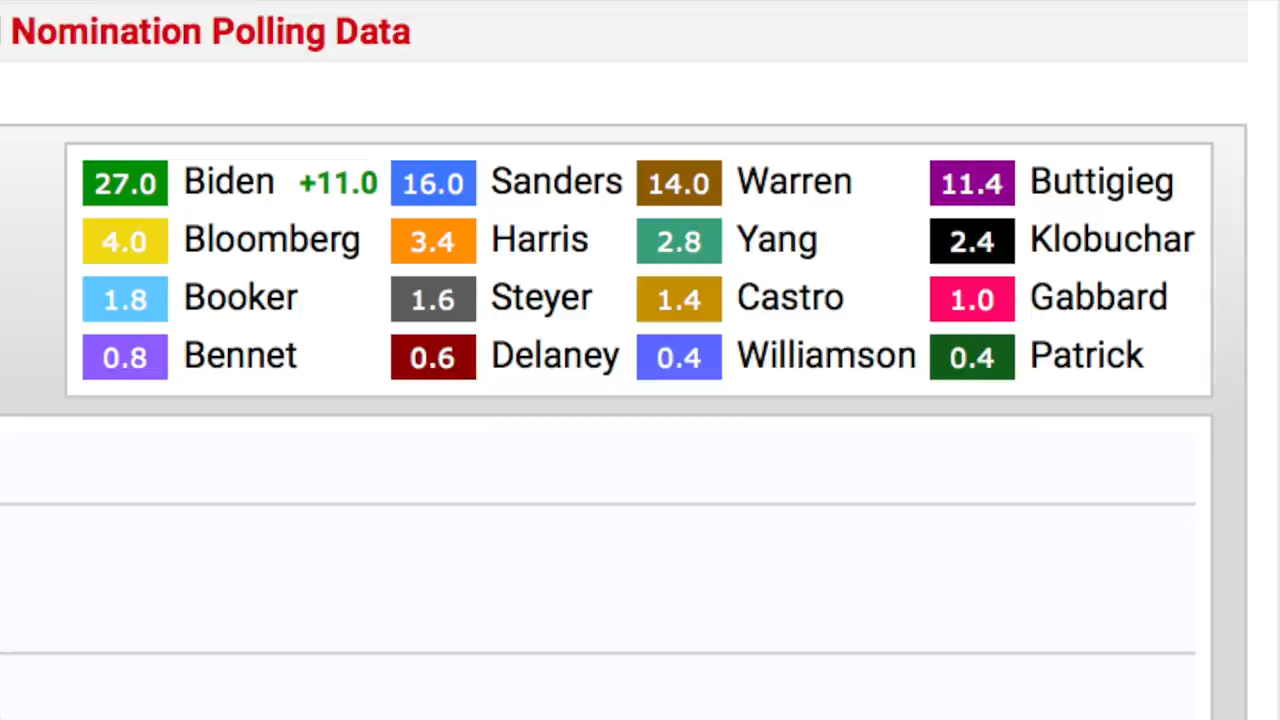 Nomination Polling Data
27.0 Biden +11.0 16.0 Sanders 14.0 Warren 11.4 Buttigieg
4.0 Bloomberg 3.4 Harris 2.8 Yang 2.4 Klobuchar
1.8 Booker 1.6 Steyer 1.4 Castro 1.0 Gabbard
0.8 Bennet 0.6 Delaney 0.4 Williamson 0.4 Patrick